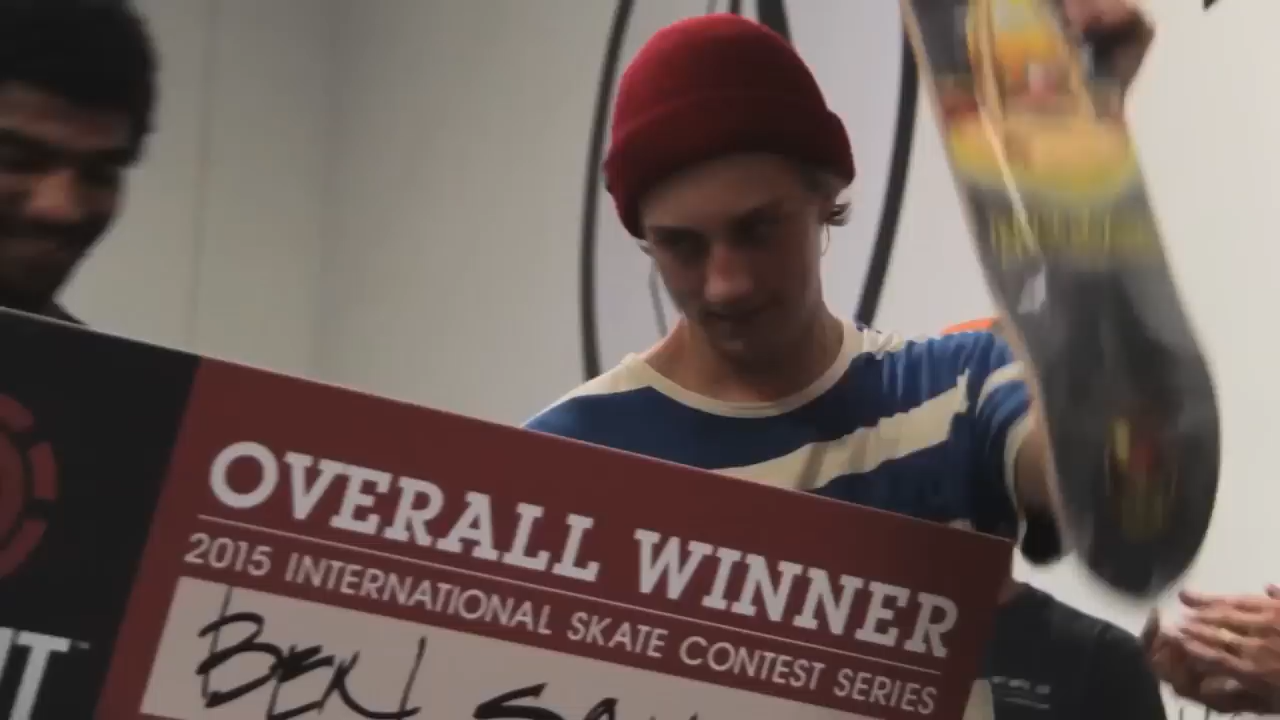 OVERALL WINNER
2015 INTERNATIONAL SKATE CONTEST SERIES
BEN